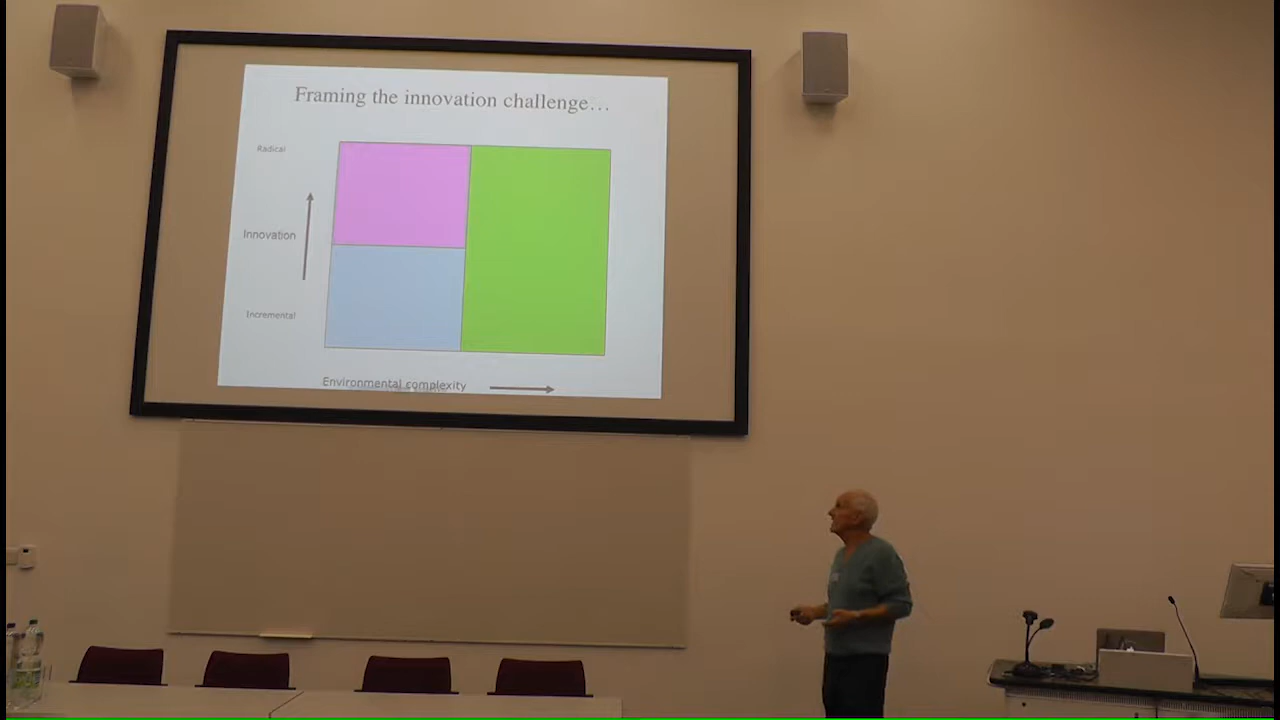 Framing the innovation challenge…
Radical
Innovation
Incremental
Environmental complexity